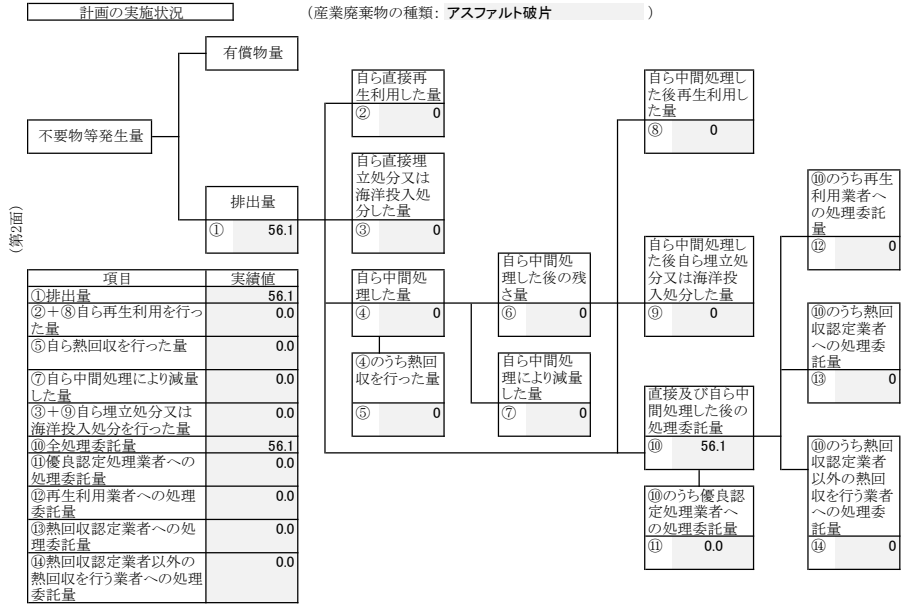 計画の実施状況
(産業廃棄物の種類: アスファルト破片 )
(第2面)
不要物等発生量
有償物量
排出量
① 56.1
自ら直接再
生利用した量
② 0
自ら直接埋
立処分又は
海洋投入処
分した量
③ 0
自ら中間処
理した量
④ 0
④のうち熱回
収を行った量
⑤ 0
自ら中間処
理した後の残
さ量
⑥ 0
自ら中間処
理により減量
した量
⑦ 0
自ら中間処理し
た後再生利用し
た量
⑧ 0
自ら中間処理し
た後自ら埋立処
分又は海洋投
入処分した量
⑨ 0
直接及び自ら中
間処理した後の
処理委託量
⑩ 56.1
⑩のうち優良認
定処理業者へ
の処理委託量
⑪ 0.0
⑩のうち再生
利用業者へ
の処理委託
量
⑫ 0
⑩のうち熱回
収認定業者
への処理委
託量
⑬ 0
⑩のうち熱回
収認定業者
以外の熱回
収を行う業者
への処理委
託量
⑭ 0
項目 実績値
①排出量 56.1
②+⑧自ら再生利用を行っ 0.0
た量
⑤自ら熱回収を行った量 0.0
⑦自ら中間処理により減量 0.0
した量
③+⑨自ら埋立処分又は 0.0
海洋投入処分を行った量
⑩全処理委託量 56.1
⑪優良認定処理業者への 0.0
処理委託量
⑫再生利用業者への処理 0.0
委託量
⑬熱回収認定業者への処 0.0
理委託量
⑭熱回収認定業者以外の 0.0
熱回収を行う業者への処理
委託量